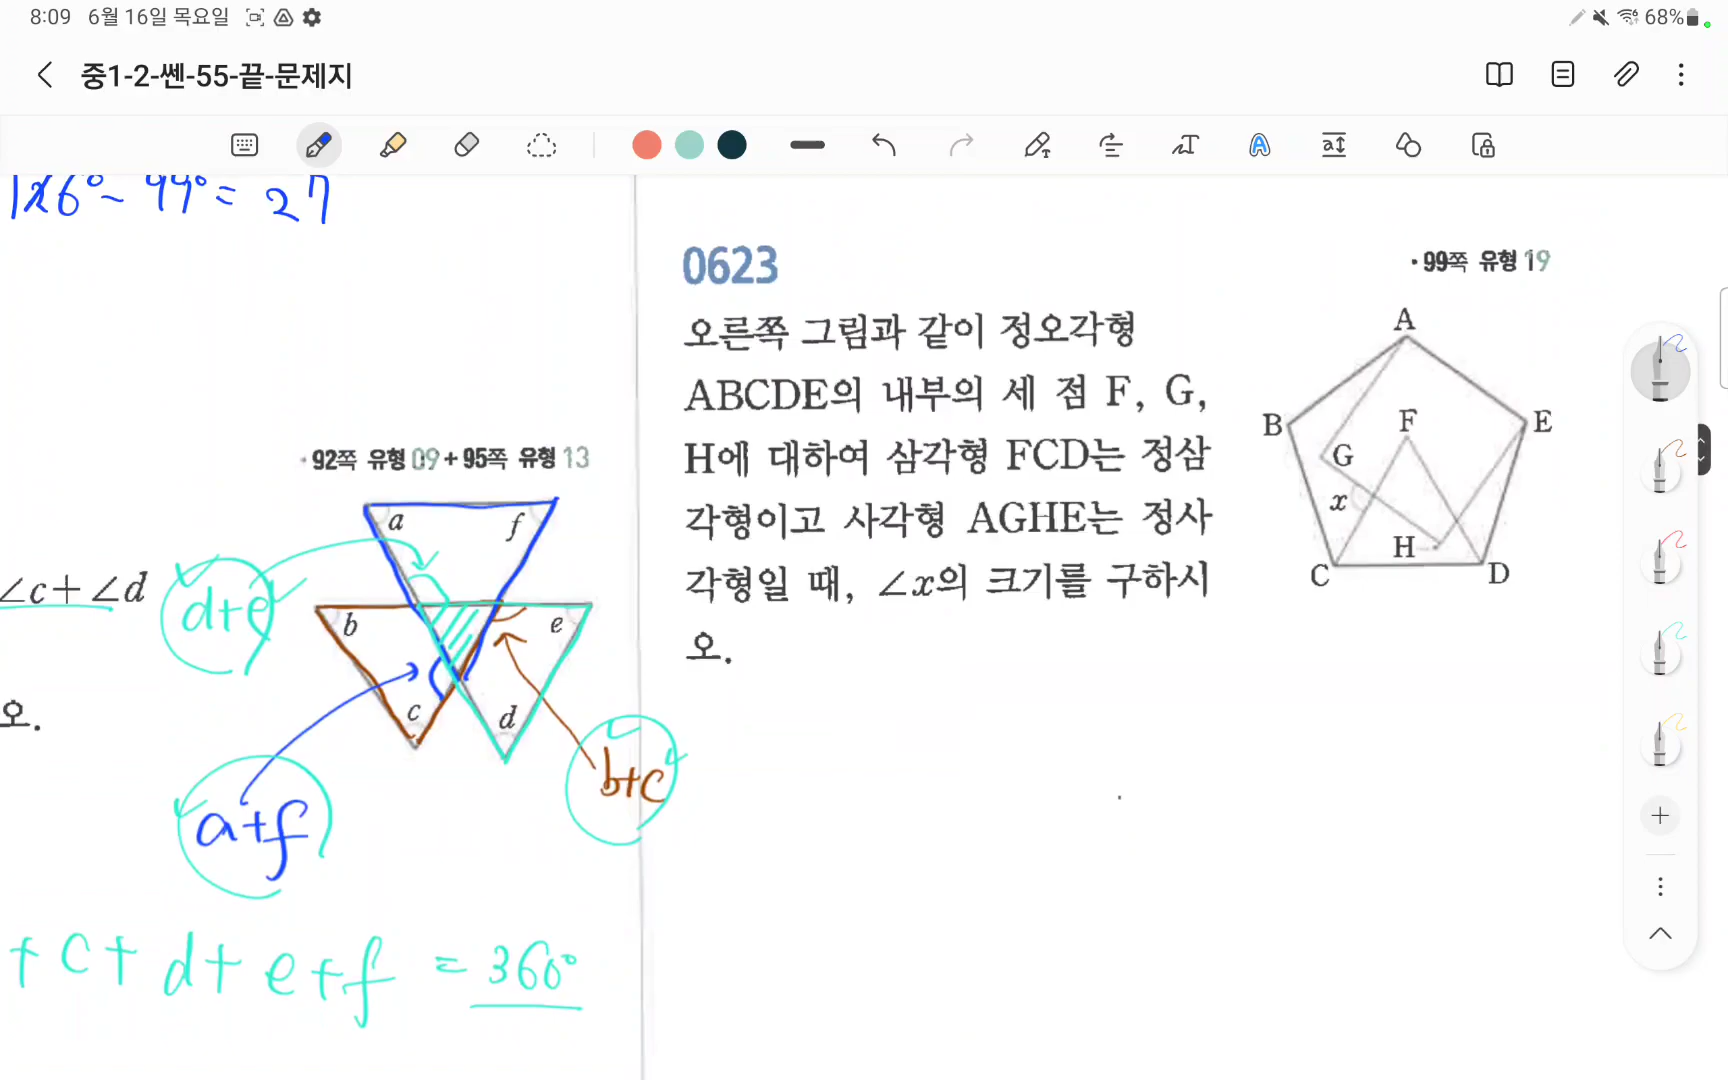 8:09 6월 16일 목요일
68%
중1-2-쎈-55-끝-문제지
126° - 99° = 27
•92쪽 유형 09+95쪽 유형 13
a
f
∠c+∠d
d+e
b
e
c
d
오.
a+f
b+c
+ c + d + e + f = 360°
0623
•99쪽 유형 19
오른쪽 그림과 같이 정오각형
ABCDE의 내부의 세 점 F, G,
H에 대하여 삼각형 FCD는 정삼
각형이고 사각형 AGHE는 정사
각형일 때, ∠x의 크기를 구하시
오.
A
B
F
E
G
x
H
C
D